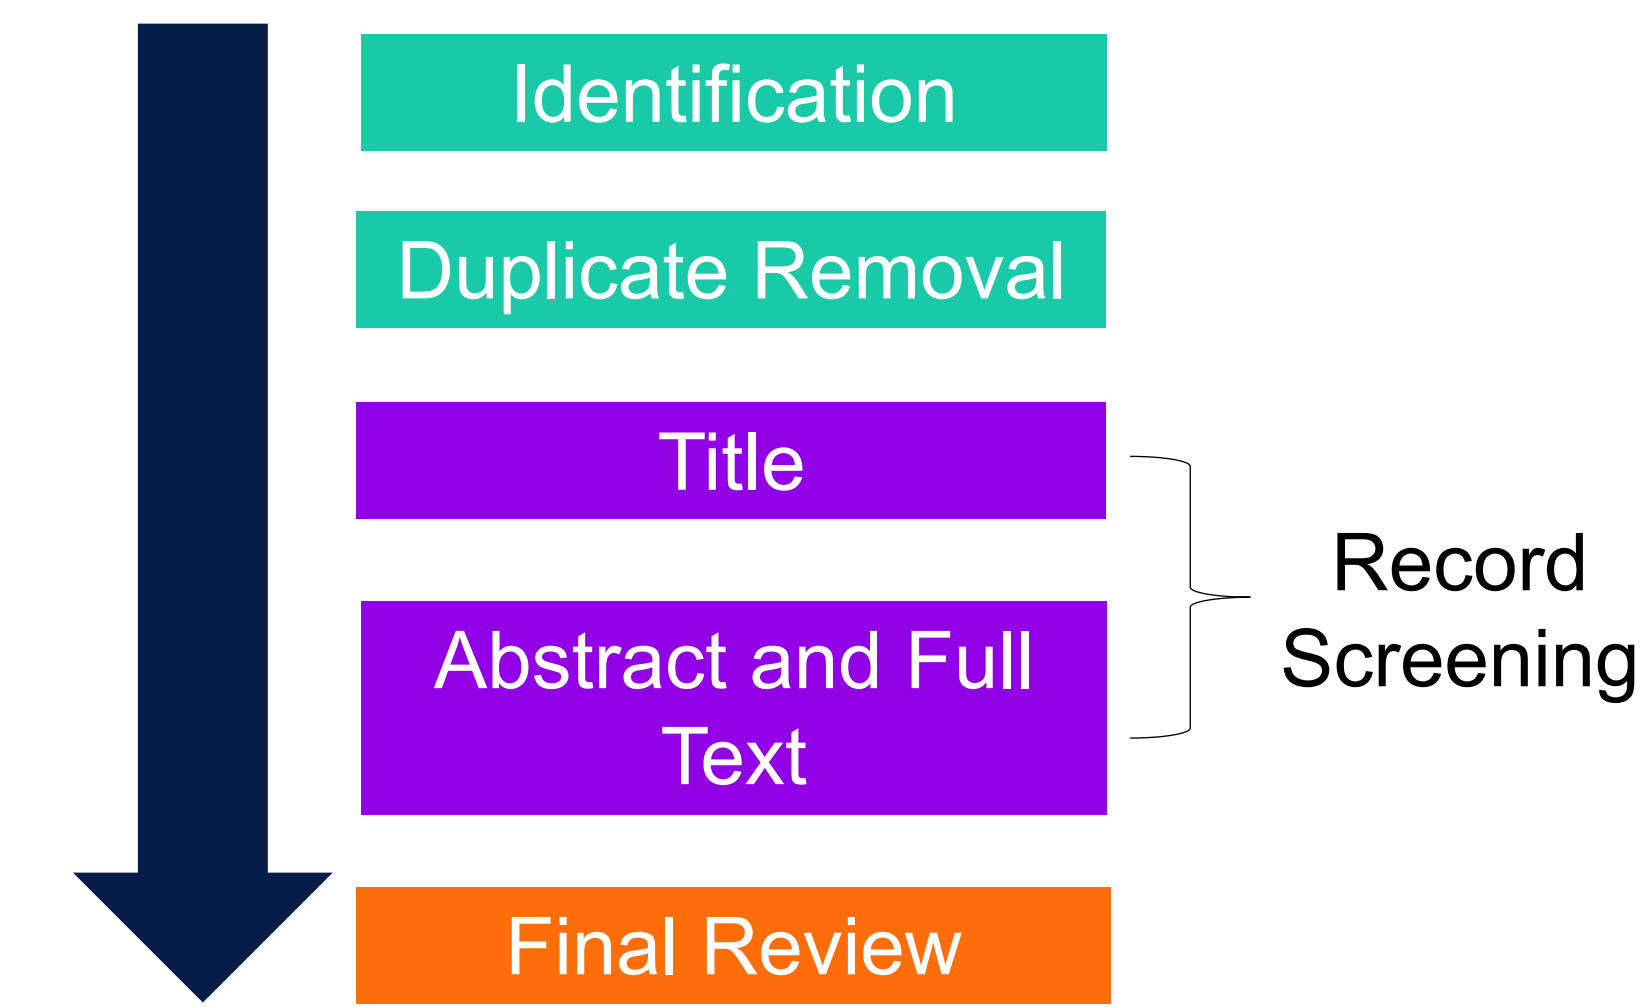 Identification
Duplicate Removal
Title
Abstract and Full
Text
Record
Screening
Final Review